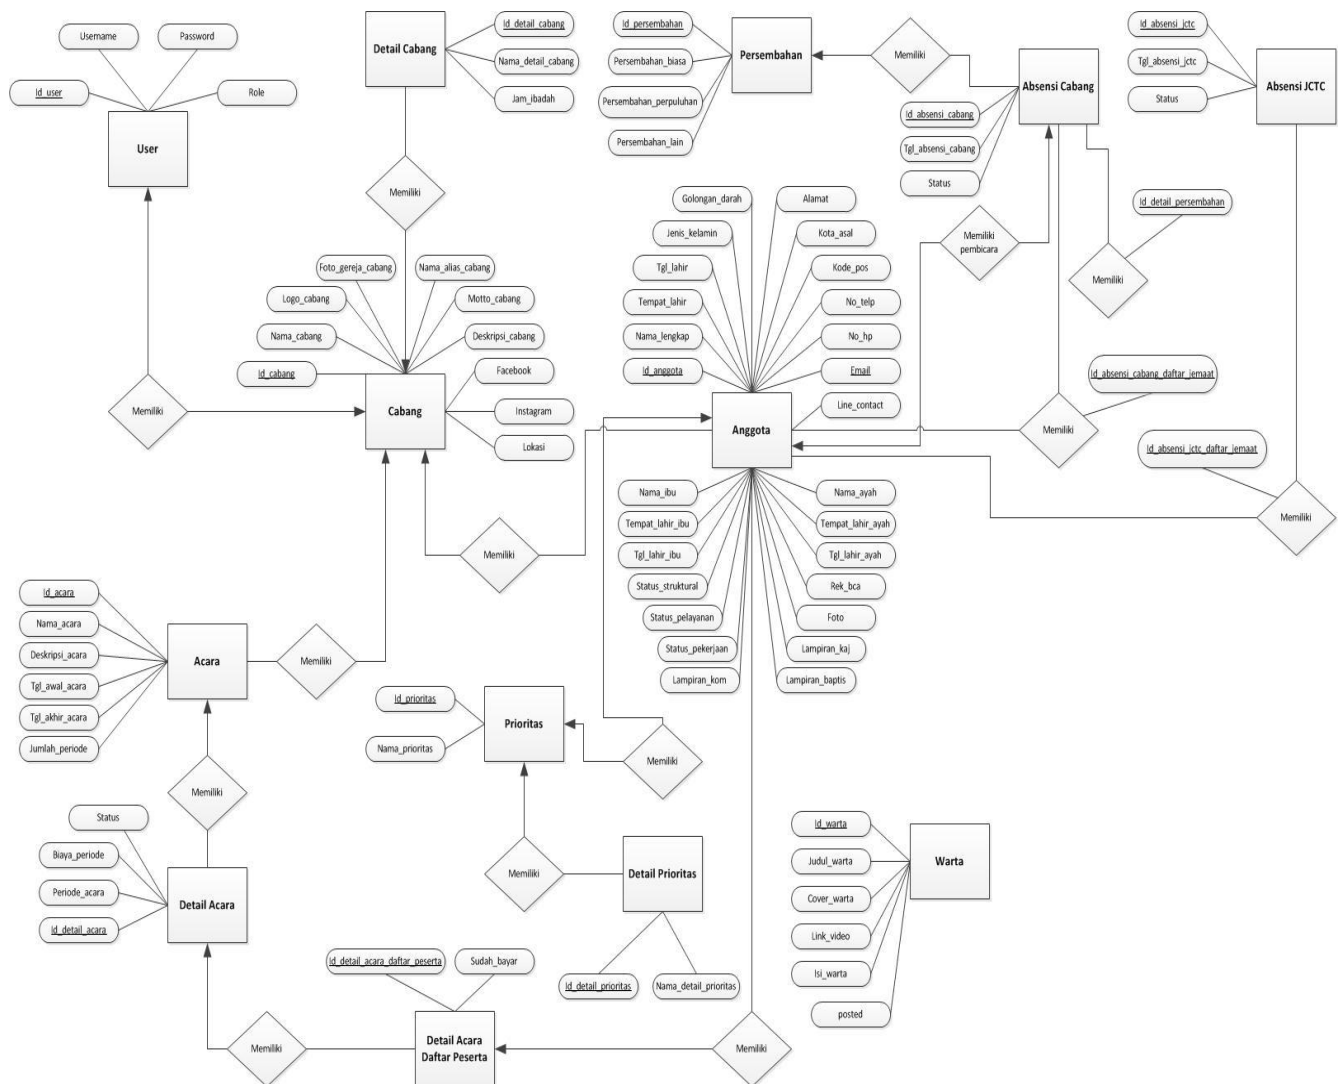 Username
Password
Id_user
Role
User
Detail Cabang
Id_detail_cabang
Nama_detail_cabang
Jam_ibadah
Id_persembahan
Persembahan_biasa
Persembahan_perpuluhan
Persembahan_lain
Persembahan
Memiliki
Absensi Cabang
Id_absensi_cabang
Tgl_absensi_cabang
Status
Id_absensi_jctc
Tgl_absensi_jctc
Status
Absensi JCTC
Memiliki
Memiliki
pembicara
Id_detail_persembahan
Memiliki
Foto_gereja_cabang
Nama_alias_cabang
Logo_cabang
Motto_cabang
Nama_cabang
Deskripsi_cabang
Id_cabang
Facebook
Instagram
Lokasi
Cabang
Memiliki
Golongan_darah
Alamat
Jenis_kelamin
Kota_asal
Tgl_lahir
Kode_pos
Tempat_lahir
No_telp
Nama_lengkap
No_hp
Id_anggota
Email
Line_contact
Anggota
Id_absensi_cabang_daftar_jemaat
Memiliki
Id_absensi_jctc_daftar_jemaat
Memiliki
Nama_ibu
Nama_ayah
Tempat_lahir_ibu
Tempat_lahir_ayah
Tgl_lahir_ibu
Tgl_lahir_ayah
Status_struktural
Rek_bca
Status_pelayanan
Foto
Status_pekerjaan
Lampiran_kaj
Lampiran_kom
Lampiran_baptis
Memiliki
Id_acara
Nama_acara
Deskripsi_acara
Tgl_awal_acara
Tgl_akhir_acara
Jumlah_periode
Acara
Memiliki
Id_prioritas
Nama_prioritas
Prioritas
Memiliki
Memiliki
Status
Biaya_periode
Periode_acara
Id_detail_acara
Detail Acara
Memiliki
Detail Prioritas
Id_detail_prioritas
Nama_detail_prioritas
Id_warta
Judul_warta
Cover_warta
Link_video
Isi_warta
posted
Warta
Id_detail_acara_daftar_peserta
Sudah_bayar
Memiliki
Detail Acara
Daftar Peserta
Memiliki